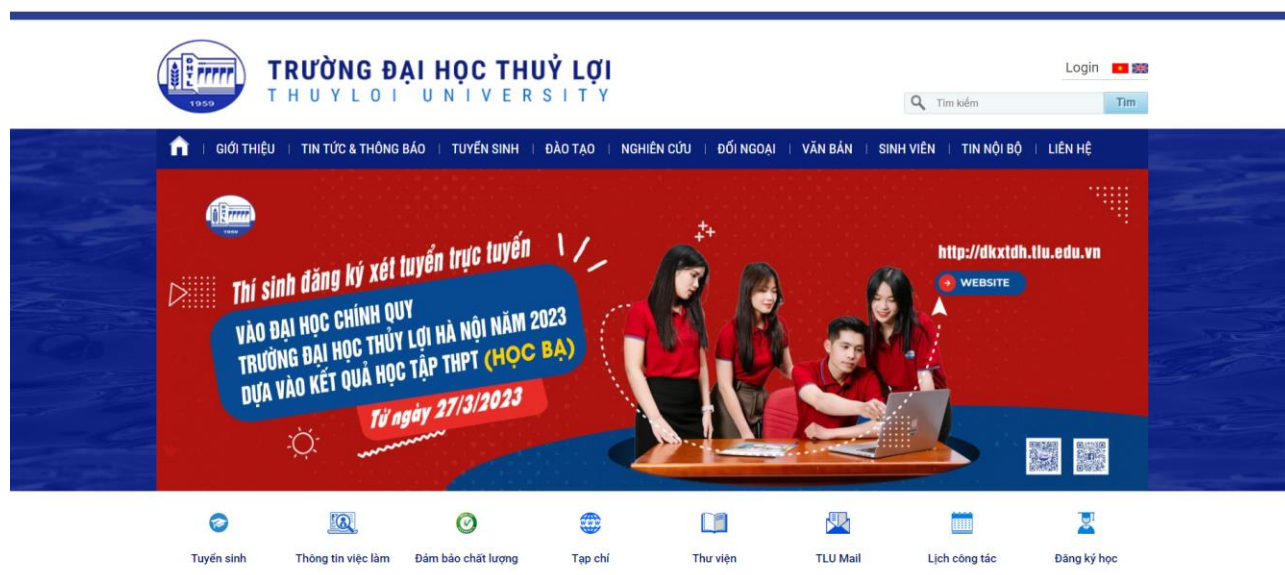 TRƯỜNG ĐẠI HỌC THUỶ LỢI
THUYLOI UNIVERSITY
ĐHTL
1959
Login
Tìm kiếm
Tìm
GIỚI THIỆU | TIN TỨC & THÔNG BÁO | TUYỂN SINH | ĐÀO TẠO | NGHIÊN CỨU | ĐỐI NGOẠI | VĂN BẢN | SINH VIÊN | TIN NỘI BỘ | LIÊN HỆ
1959
Thí sinh đăng ký xét tuyển trực tuyến
VÀO ĐẠI HỌC CHÍNH QUY
TRƯỜNG ĐẠI HỌC THỦY LỢI HÀ NỘI NĂM 2023
DỰA VÀO KẾT QUẢ HỌC TẬP THPT (HỌC BẠ)
Từ ngày 27/3/2023
http://dkxtdh.tlu.edu.vn
WEBSITE
Tuyển sinh
Thông tin việc làm
Đảm bảo chất lượng
Tạp chí
Thư viện
TLU Mail
Lịch công tác
Đăng ký học